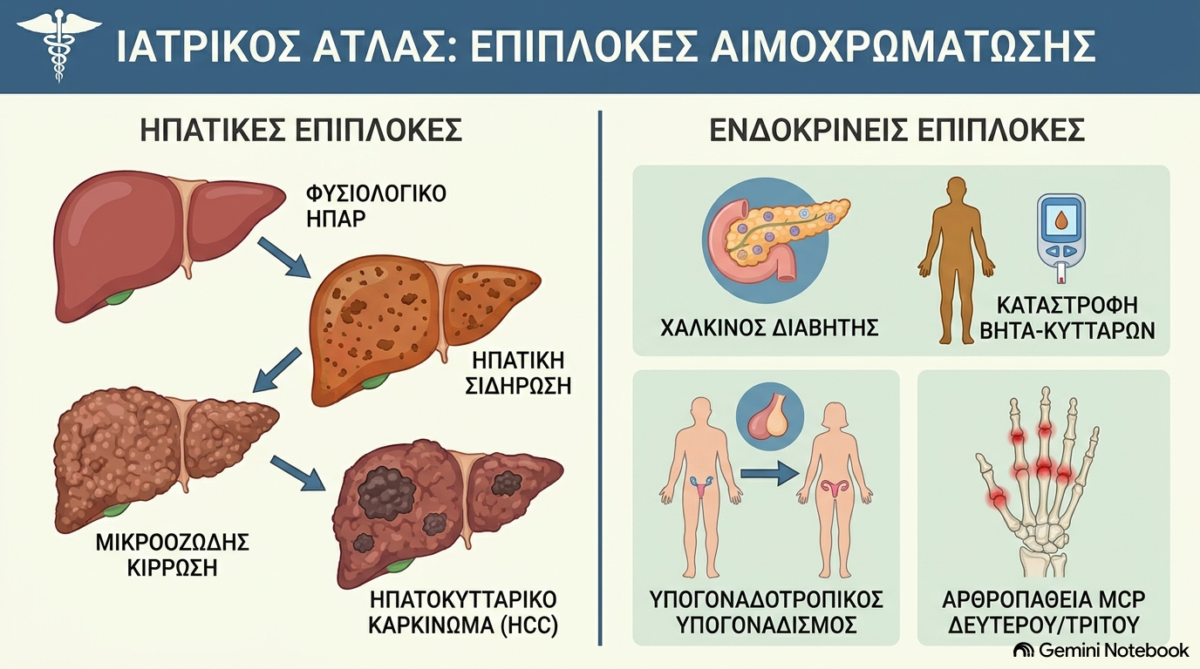 ΙΑΤΡΙΚΟΣ ΑΤΛΑΣ: ΕΠΙΠΛΟΚΕΣ ΑΙΜΟΧΡΩΜΑΤΩΣΗΣ
ΗΠΑΤΙΚΕΣ ΕΠΙΠΛΟΚΕΣ
ΦΥΣΙΟΛΟΓΙΚΟ
ΗΠΑΡ
ΗΠΑΤΙΚΗ
ΣΙΔΗΡΩΣΗ
ΜΙΚΡΟΟΖΩΔΗΣ
ΚΙΡΡΩΣΗ
ΗΠΑΤΟΚΥΤΤΑΡΙΚΟ
ΚΑΡΚΙΝΩΜΑ (HCC)
ΕΝΔΟΚΡΙΝΕΙΣ ΕΠΙΠΛΟΚΕΣ
ΧΑΛΚΙΝΟΣ ΔΙΑΒΗΤΗΣ
ΚΑΤΑΣΤΡΟΦΗ
ΒΗΤΑ-ΚΥΤΤΑΡΩΝ
ΥΠΟΓΟΝΑΔΟΤΡΟΠΙΚΟΣ
ΥΠΟΓΟΝΑΔΙΣΜΟΣ
ΑΡΘΡΟΠΑΘΕΙΑ MCP
ΔΕΥΤΕΡΟΥ/ΤΡΙΤΟΥ
Gemini Notebook